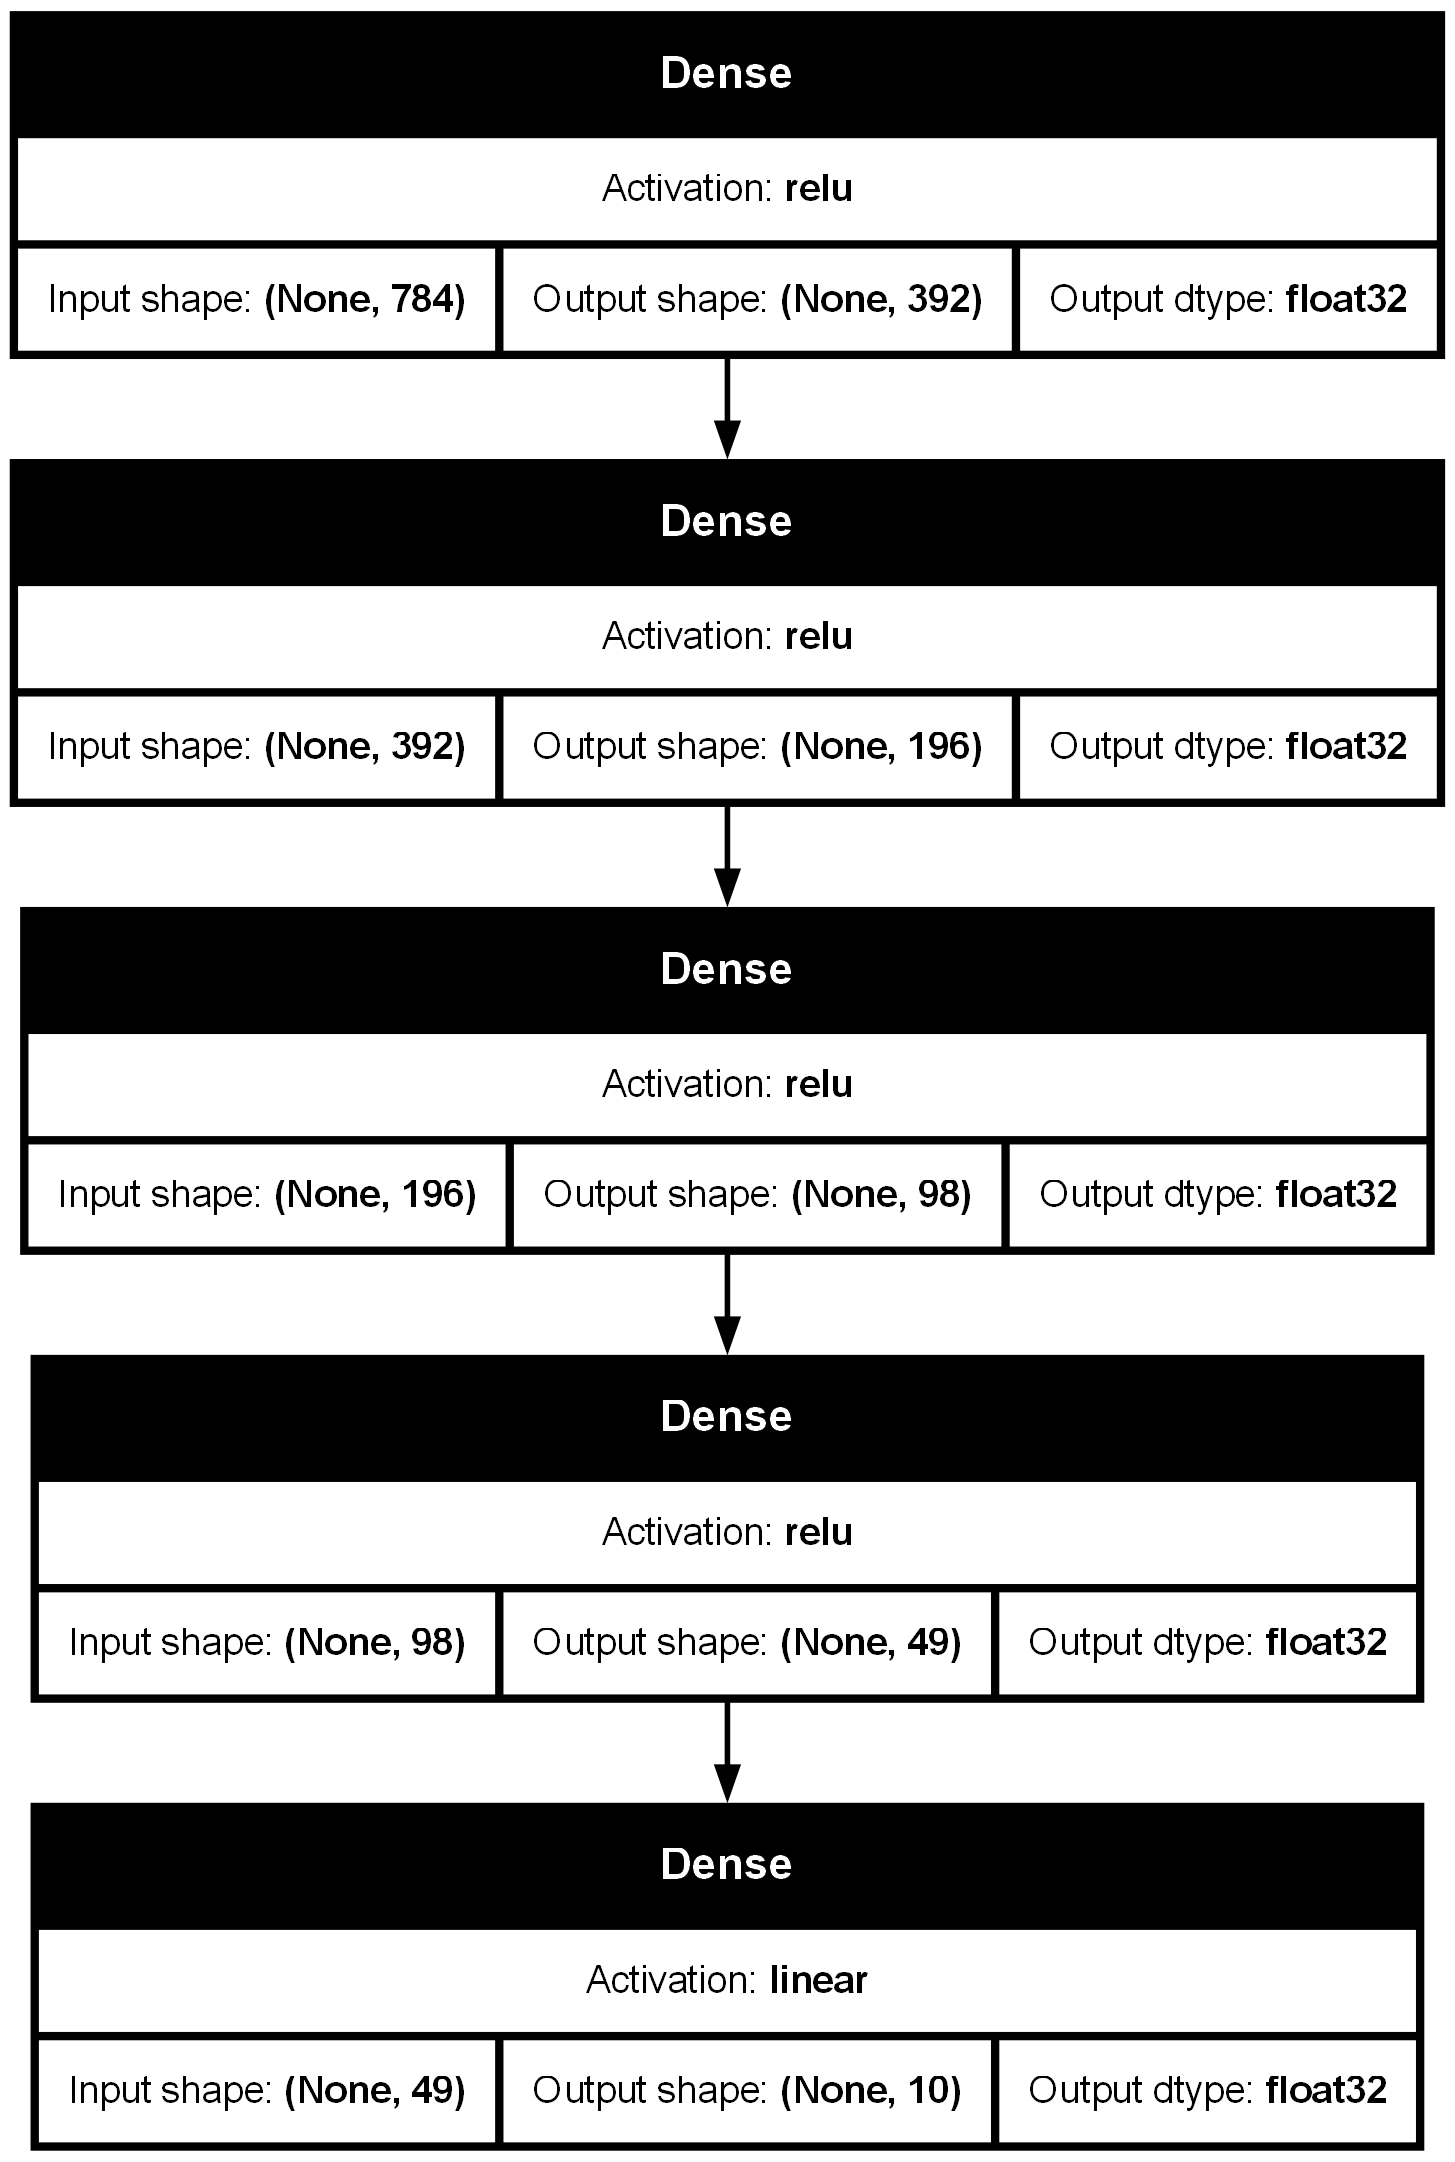 Dense
Activation: relu
Input shape: (None, 784) Output shape: (None, 392) Output dtype: float32
Dense
Activation: relu
Input shape: (None, 392) Output shape: (None, 196) Output dtype: float32
Dense
Activation: relu
Input shape: (None, 196) Output shape: (None, 98) Output dtype: float32
Dense
Activation: relu
Input shape: (None, 98) Output shape: (None, 49) Output dtype: float32
Dense
Activation: linear
Input shape: (None, 49) Output shape: (None, 10) Output dtype: float32